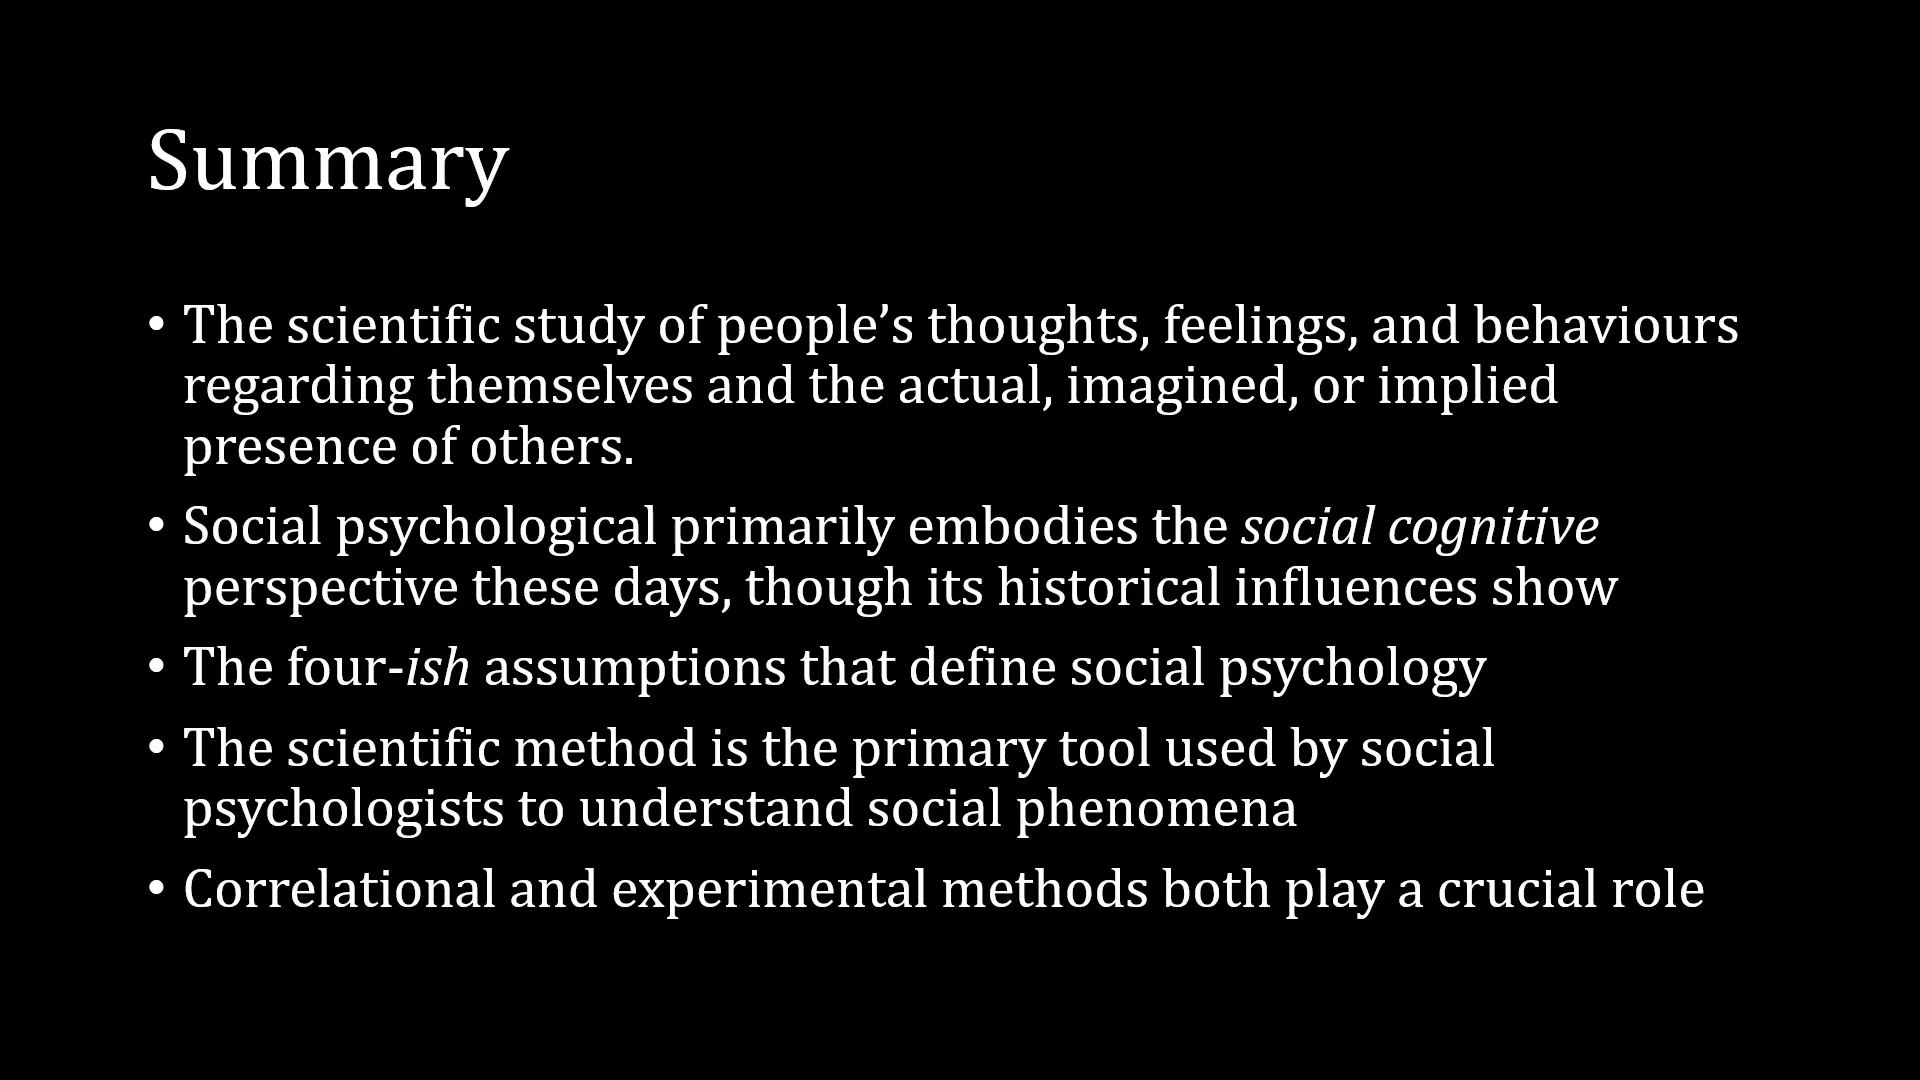 Summary
• The scientific study of people’s thoughts, feelings, and behaviours
regarding themselves and the actual, imagined, or implied
presence of others.
• Social psychological primarily embodies the social cognitive
perspective these days, though its historical influences show
• The four-ish assumptions that define social psychology
• The scientific method is the primary tool used by social
psychologists to understand social phenomena
• Correlational and experimental methods both play a crucial role